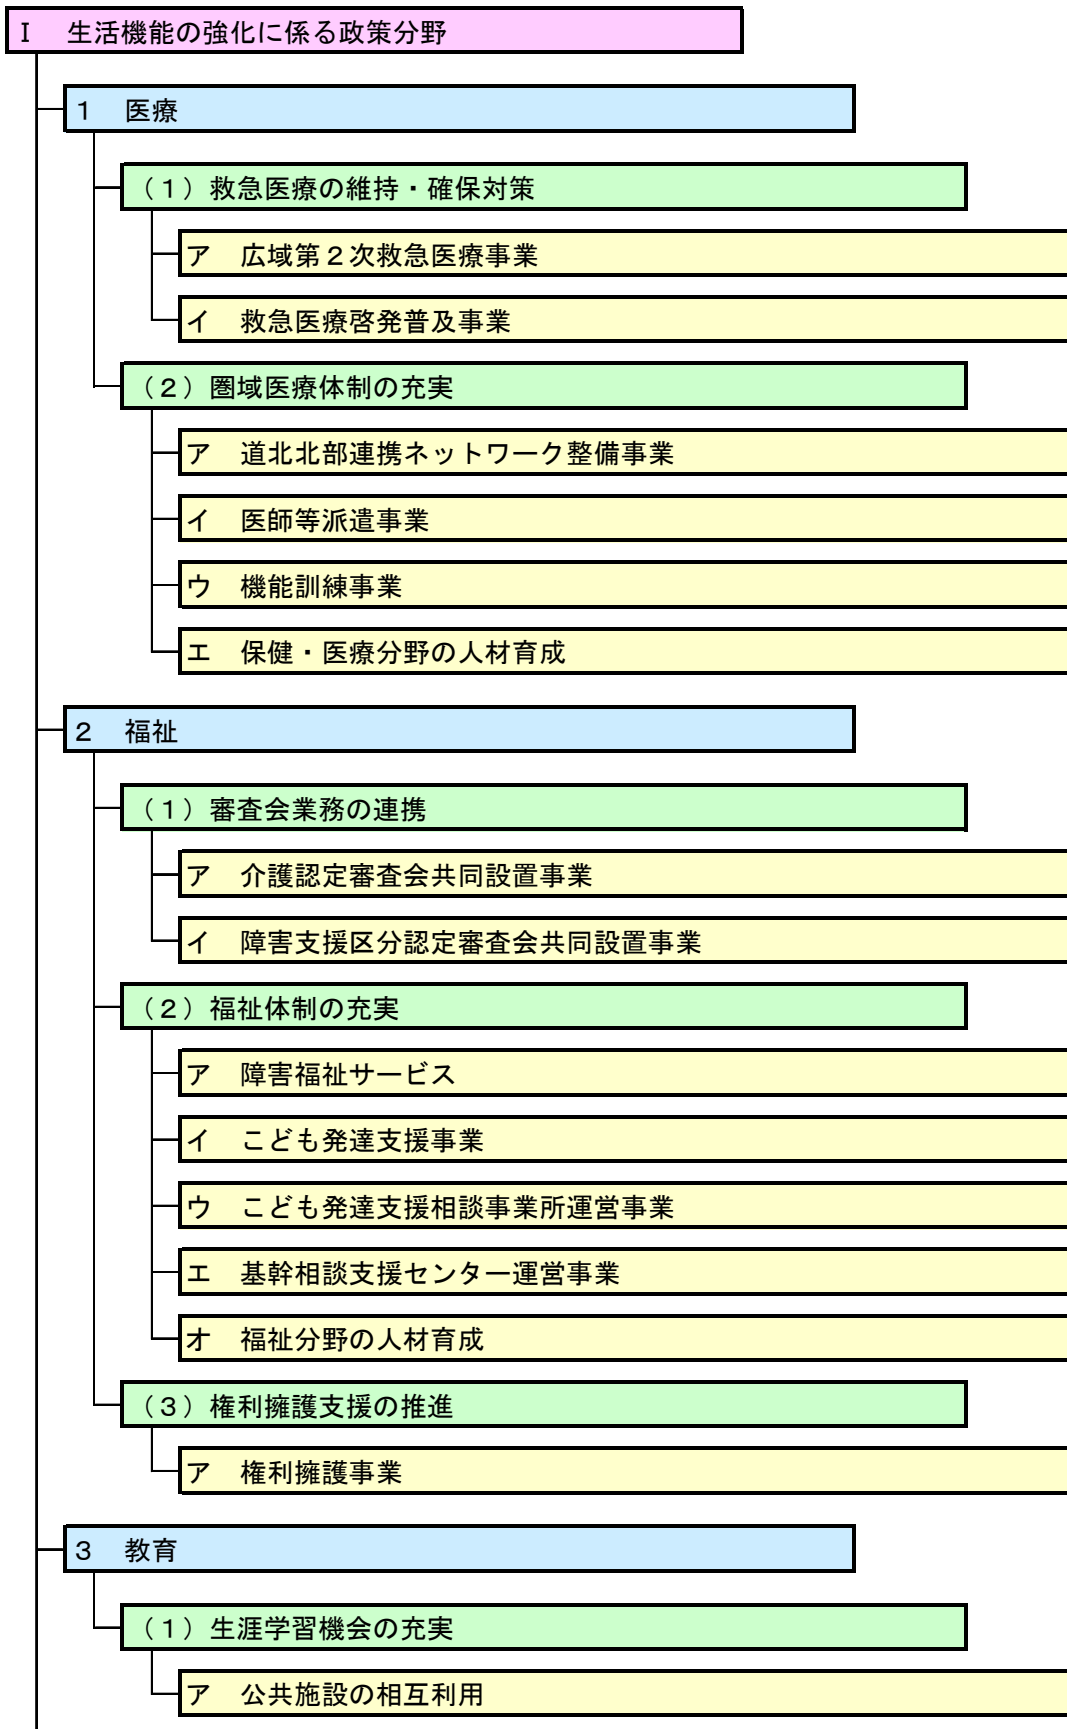 Ⅰ　生活機能の強化に係る政策分野
１　医療
（１）救急医療の維持・確保対策
ア　広域第２次救急医療事業
イ　救急医療啓発普及事業
（２）圏域医療体制の充実
ア　道北北部連携ネットワーク整備事業
イ　医師等派遣事業
ウ　機能訓練事業
エ　保健・医療分野の人材育成
２　福祉
（１）審査会業務の連携
ア　介護認定審査会共同設置事業
イ　障害支援区分認定審査会共同設置事業
（２）福祉体制の充実
ア　障害福祉サービス
イ　こども発達支援事業
ウ　こども発達支援相談事業所運営事業
エ　基幹相談支援センター運営事業
オ　福祉分野の人材育成
（３）権利擁護支援の推進
ア　権利擁護事業
３　教育
（１）生涯学習機会の充実
ア　公共施設の相互利用